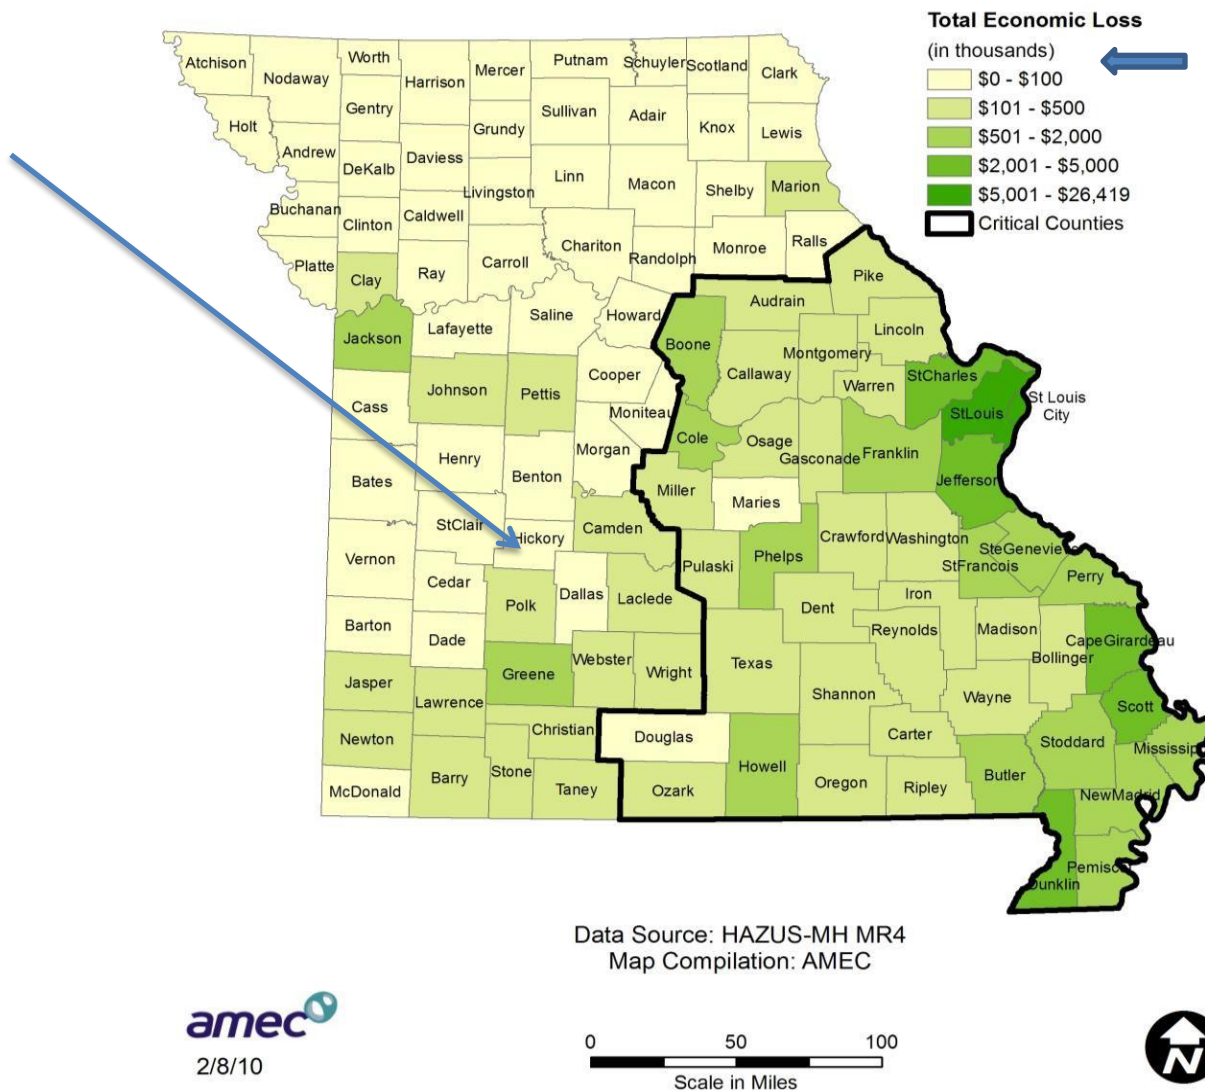 Total Economic Loss
(in thousands)
$0 - $100
$101 - $500
$501 - $2,000
$2,001 - $5,000
$5,001 - $26,419
Critical Counties
Atchison
Nodaway
Worth
Harrison
Mercer
Putnam
Schuyler
Scotland
Clark
Holt
Gentry
Grundy
Sullivan
Adair
Knox
Lewis
Andrew
DeKalb
Daviess
Livingston
Linn
Macon
Shelby
Marion
Buchanan
Clinton
Caldwell
Chariton
Randolph
Monroe
Ralls
Platte
Clay
Ray
Carroll
Pike
Jackson
Lafayette
Saline
Howard
Boone
Audrain
Lincoln
Montgomery
Callaway
Warren
StCharles
Johnson
Pettis
Cooper
Cass
Moniteau
StLouis
St Louis
City
Cole
Osage
Gasconade
Franklin
Henry
Benton
Morgan
Jefferson
Bates
Miller
Maries
StClair
Hickory
Camden
Phelps
Crawford
Washington
SteGenevieve
StFrancois
Vernon
Cedar
Polk
Dallas
Laclede
Pulaski
Dent
Iron
Perry
Barton
Dade
Reynolds
Madison
CapeGirardeau
Bollinger
Jasper
Lawrence
Greene
Webster
Wright
Texas
Shannon
Wayne
Scott
Newton
Christian
Douglas
Carter
Stoddard
Mississip
McDonald
Barry
Stone
Taney
Ozark
Howell
Oregon
Ripley
Butler
NewMadrid
Pemiscot
Dunklin
Data Source: HAZUS-MH MR4
Map Compilation: AMEC
amec
2/8/10
0 50 100
Scale in Miles
N